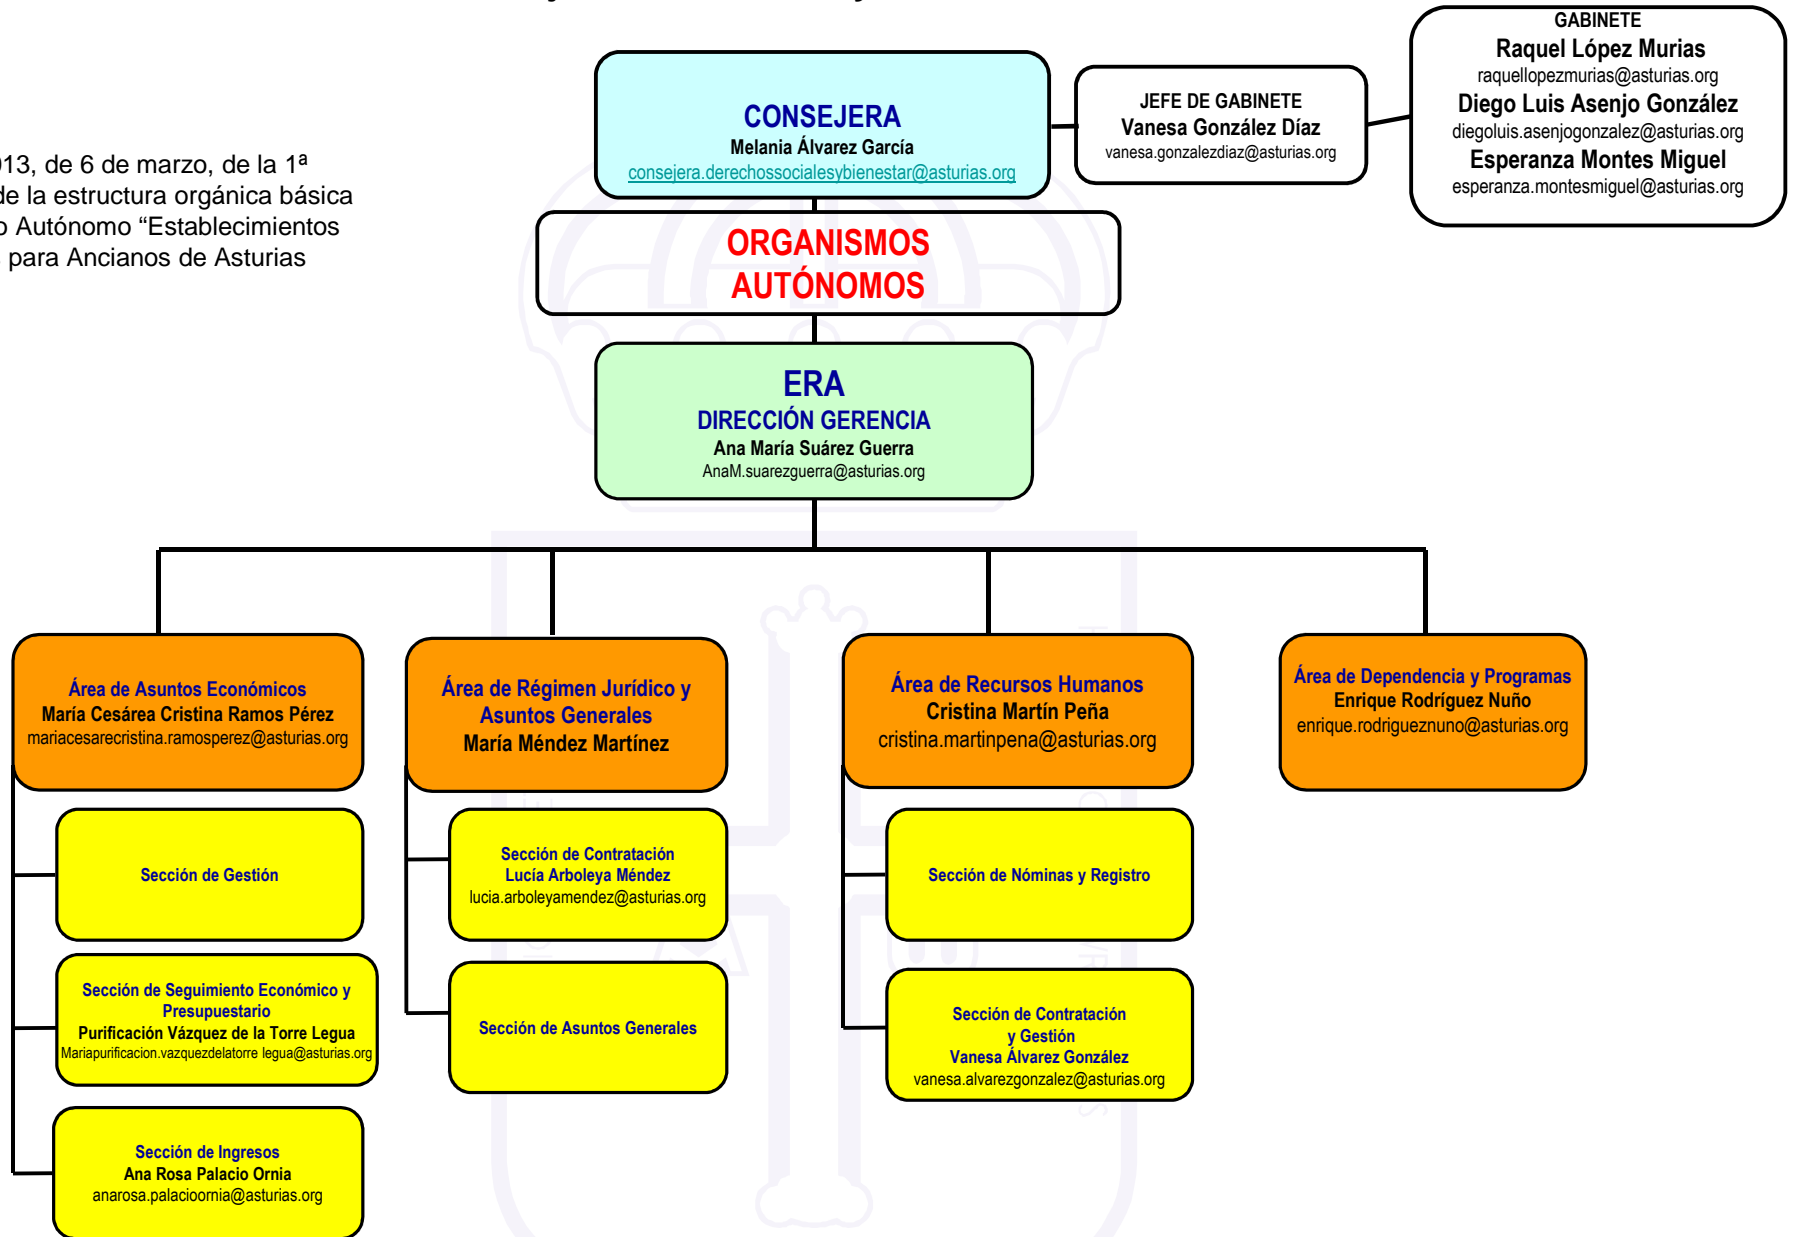 GABINETE
Raquel López Murias
raquellopezmurias@asturias.org
Diego Luis Asenjo González
diegoluis.asenjogonzalez@asturias.org
Esperanza Montes Miguel
esperanza.montesmiguel@asturias.org
JEFE DE GABINETE
Vanesa González Díaz
vanesa.gonzalezdiaz@asturias.org
CONSEJERA
Melania Álvarez García
consejera.derechossocialesybienestar@asturias.org
013, de 6 de marzo, de la 1ª
de la estructura orgánica básica
o Autónomo “Establecimientos
para Ancianos de Asturias
ORGANISMOS
AUTÓNOMOS
ERA
DIRECCIÓN GERENCIA
Ana María Suárez Guerra
AnaM.suarezguerra@asturias.org
Área de Asuntos Económicos
María Cesárea Cristina Ramos Pérez
mariacesarecristina.ramosperez@asturias.org
Sección de Gestión
Sección de Seguimiento Económico y
Presupuestario
Purificación Vázquez de la Torre Legua
Mariapurificacion.vazquezdelatorre legua@asturias.org
Sección de Ingresos
Ana Rosa Palacio Ornia
anarosa.palacioornia@asturias.org
Área de Régimen Jurídico y
Asuntos Generales
María Méndez Martínez
Sección de Contratación
Lucía Arboleya Méndez
lucia.arboleyamendez@asturias.org
Sección de Asuntos Generales
Área de Recursos Humanos
Cristina Martín Peña
cristina.martinpena@asturias.org
Sección de Nóminas y Registro
Sección de Contratación
y Gestión
Vanesa Álvarez González
vanesa.alvarezgonzalez@asturias.org
Área de Dependencia y Programas
Enrique Rodríguez Nuño
enrique.rodrigueznuno@asturias.org